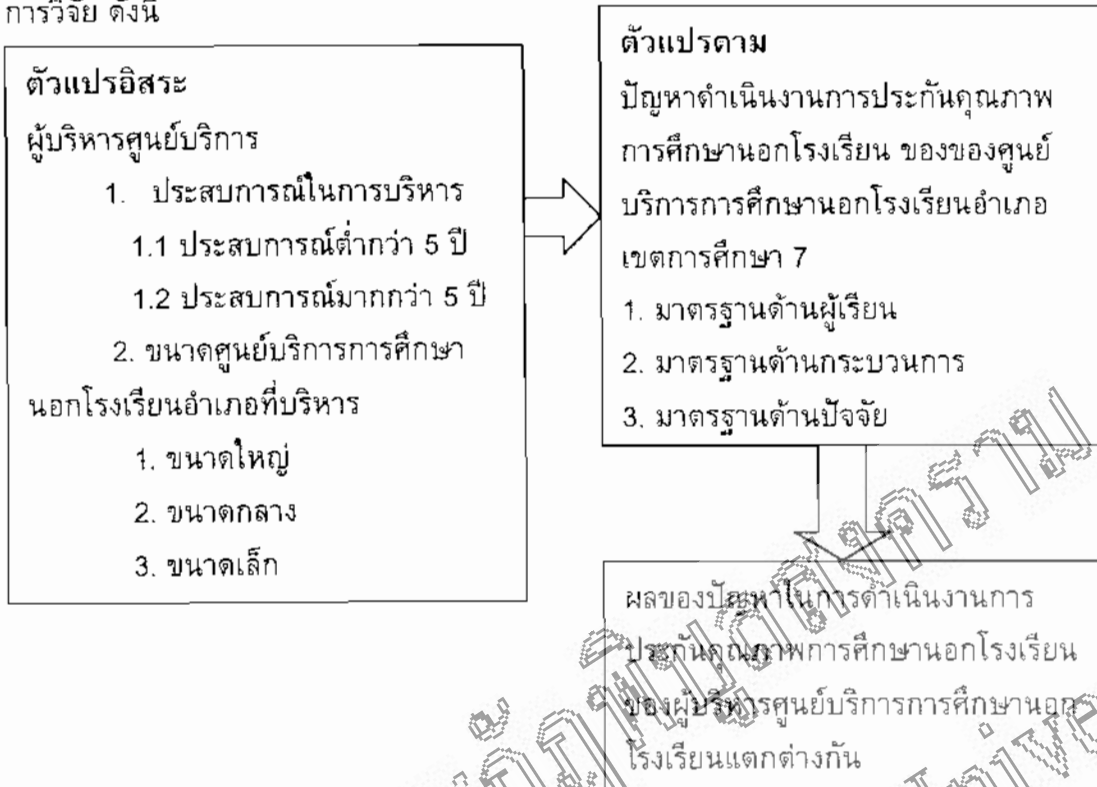 การวิจัย ดังนี้
ตัวแปรอิสระ
ผู้บริหารศูนย์บริการ
1. ประสบการณ์ในการบริหาร
1.1 ประสบการณ์ต่ำกว่า 5 ปี
1.2 ประสบการณ์มากกว่า 5 ปี
2. ขนาดศูนย์บริการการศึกษา
นอกโรงเรียนอำเภอที่บริหาร
1. ขนาดใหญ่
2. ขนาดกลาง
3. ขนาดเล็ก
ตัวแปรตาม
ปัญหาดำเนินงานการประกันคุณภาพ
การศึกษานอกโรงเรียน ของของศูนย์
บริการการศึกษานอกโรงเรียนอำเภอ
เขตการศึกษา 7
1. มาตรฐานด้านผู้เรียน
2. มาตรฐานด้านกระบวนการ
3. มาตรฐานด้านปัจจัย
ผลของปัญหาในการดำเนินงานการ
ประกันคุณภาพการศึกษานอกโรงเรียน
ของผู้บริหารศูนย์บริการการศึกษานอก
โรงเรียนแตกต่างกัน